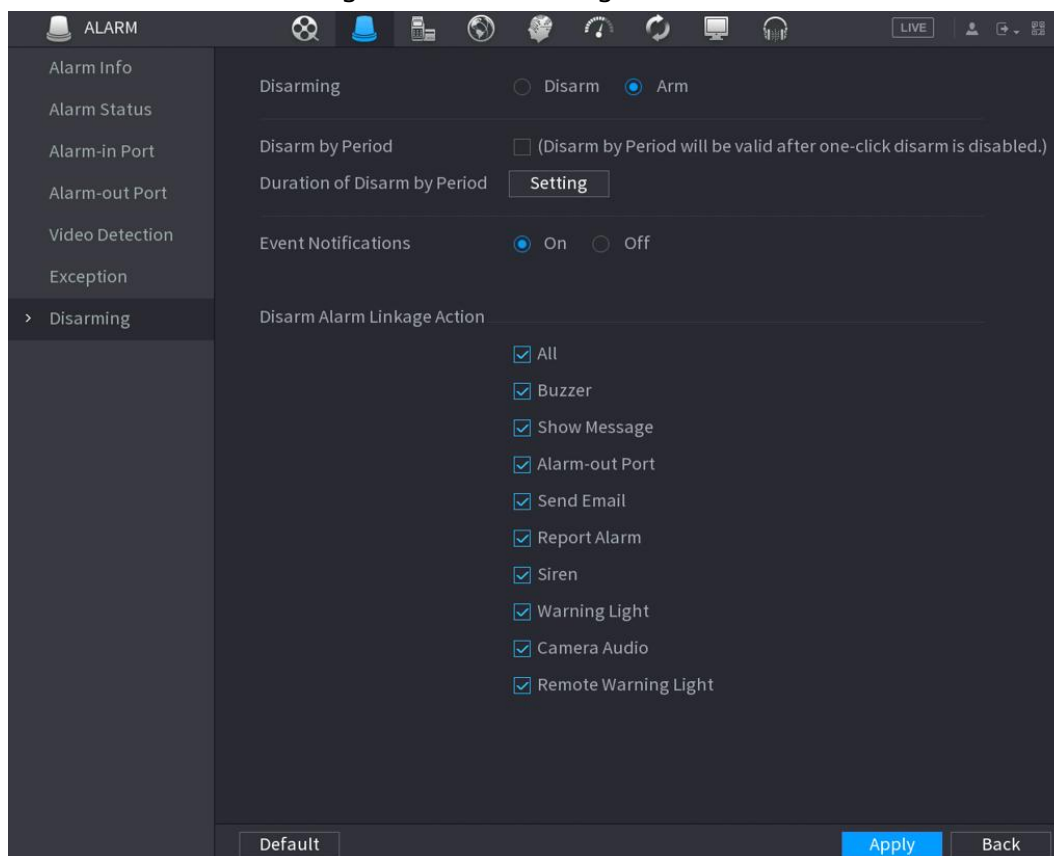 ALARM
LIVE
Alarm Info
Alarm Status
Alarm-in Port
Alarm-out Port
Video Detection
Exception
> Disarming
Disarming Disarm Arm
Disarm by Period (Disarm by Period will be valid after one-click disarm is disabled.)
Duration of Disarm by Period Setting
Event Notifications On Off
Disarm Alarm Linkage Action
All
Buzzer
Show Message
Alarm-out Port
Send Email
Report Alarm
Siren
Warning Light
Camera Audio
Remote Warning Light
Default Apply Back